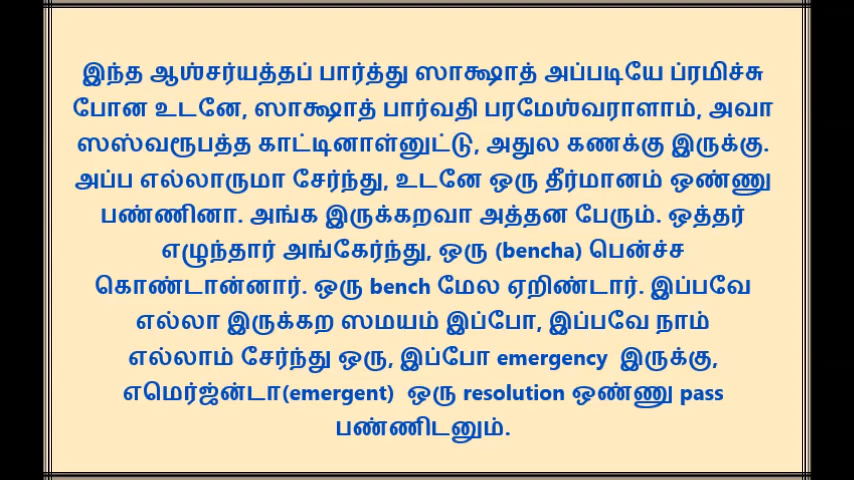 இந்த ஆஶ்சர்யத்தப் பார்த்து ஸாக்ஷாத் அப்படியே ப்ரமிச்சு
போன உடனே, ஸாக்ஷாத் பார்வதி பரமேஶ்வராளாம், அவா
ஸஸ்வரூபத்த காட்டினாள்னுட்டு, அதுல கணக்கு இருக்கு.
அப்ப எல்லாருமா சேர்ந்து, உடனே ஒரு தீர்மானம் ஒண்ணு
பண்ணினா. அங்க இருக்கறவா அத்தன பேரும். ஒத்தர்
எழுந்தார் அங்கேர்ந்து, ஒரு (bencha) பென்ச்ச
கொண்டான்னார். ஒரு bench மேல ஏறிண்டார். இப்பவே
எல்லா இருக்கற ஸமயம் இப்போ, இப்பவே நாம்
எல்லாம் சேர்ந்து ஒரு, இப்போ emergency இருக்கு,
எமெர்ஜ்ன்டா(emergent) ஒரு resolution ஒண்ணு pass
பண்ணிடனும்.